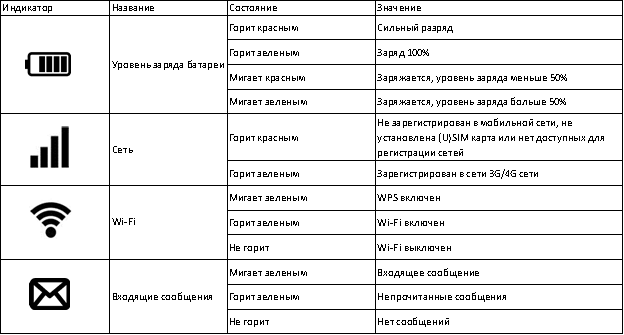 Индикатор Название Состояние Значение
Уровень заряда батареи
Горит красным Сильный разряд
Горит зеленым Заряд 100%
Мигает красным Заряжается, уровень заряда меньше 50%
Мигает зеленым Заряжается, уровень заряда больше 50%
Сеть
Горит красным
Не зарегистрирован в мобильной сети, не
установлена (U)SIM карта или нет доступных для
регистрации сетей
Горит зеленым Зарегистрирован в сети 3G/4G сети
Wi-Fi
Мигает зеленым WPS включен
Горит зеленым Wi-Fi включен
Не горит Wi-Fi выключен
Входящие сообщения
Мигает зеленым Входящие сообщение
Горит зеленым Непрочитанные сообщения
Не горит Нет сообщений